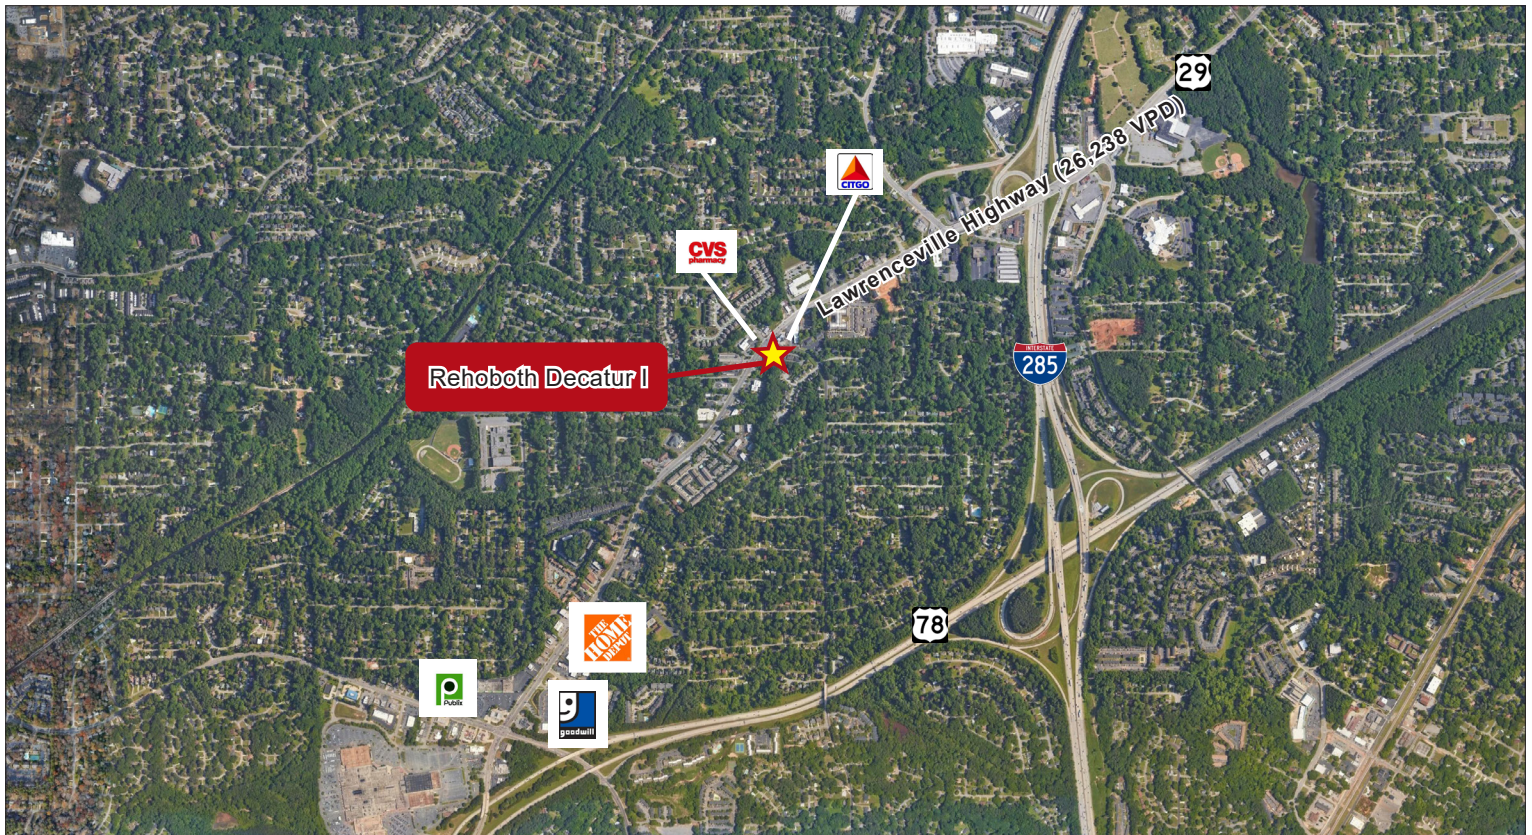 29
Lawrenceville Highway (26,238 VPD)
CITGO
CVS
pharmacy
INTERSTATE
285
Rehoboth Decatur I
THE
HOME
DEPOT
78
Publix
goodwill